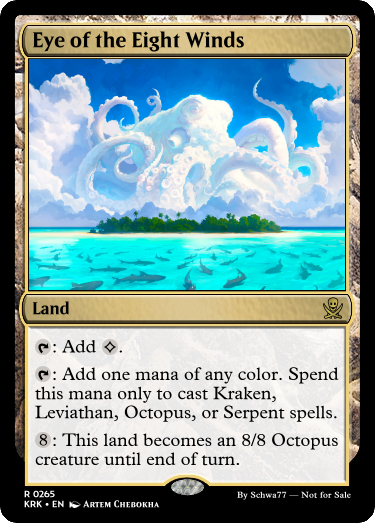 Eye of the Eight Winds
Land
: Add .
: Add one mana of any color. Spend
this mana only to cast Kraken,
Leviathan, Octopus, or Serpent spells.
8: This land becomes an 8/8 Octopus
creature until end of turn.
R 0265
KRK • EN Artem Chebokha
By Schwa77 — Not for Sale